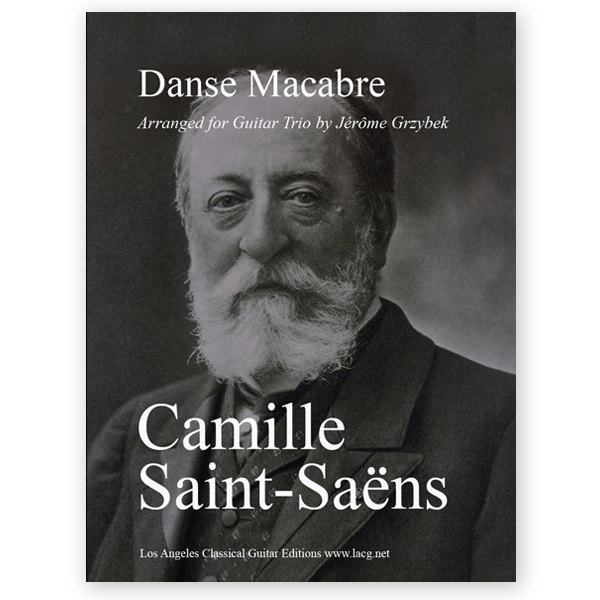 Danse Macabre
Arranged for Guitar Trio by Jérôme Grzybek
Camille
Saint-Saëns
Los Angeles Classical Guitar Editions www.lacg.net